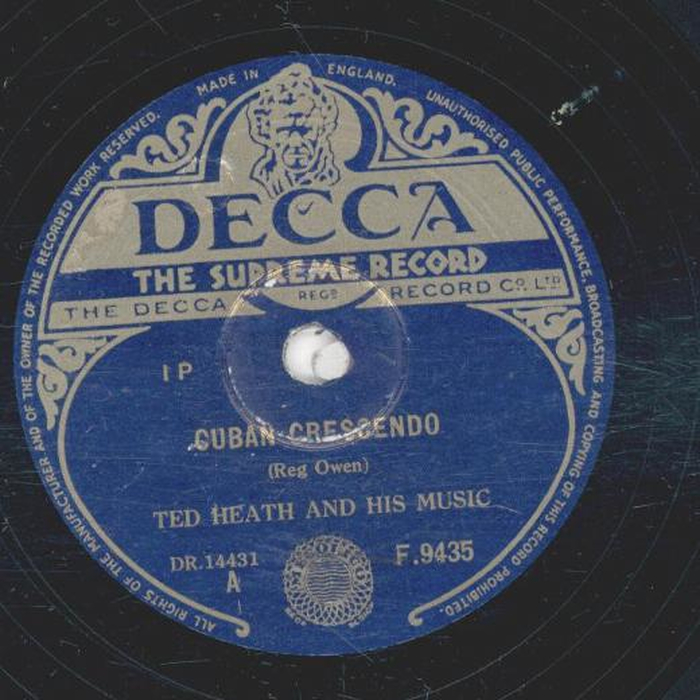 MADE IN ENGLAND.
UNAUTHORISED PUBLIC PERFORMANCE, BROADCASTING AND COPYING OF THIS RECORD PROHIBITED.
ALL RIGHTS OF THE MANUFACTURER AND OF THE OWNER OF THE RECORDED WORK RESERVED.
DECCA
THE SUPREME RECORD
THE DECCA REGD RECORD CO. LTD
1P
CUBAN CRESCENDO
(Reg Owen)
TED HEATH AND HIS MUSIC
DR.14431 F.9435
A